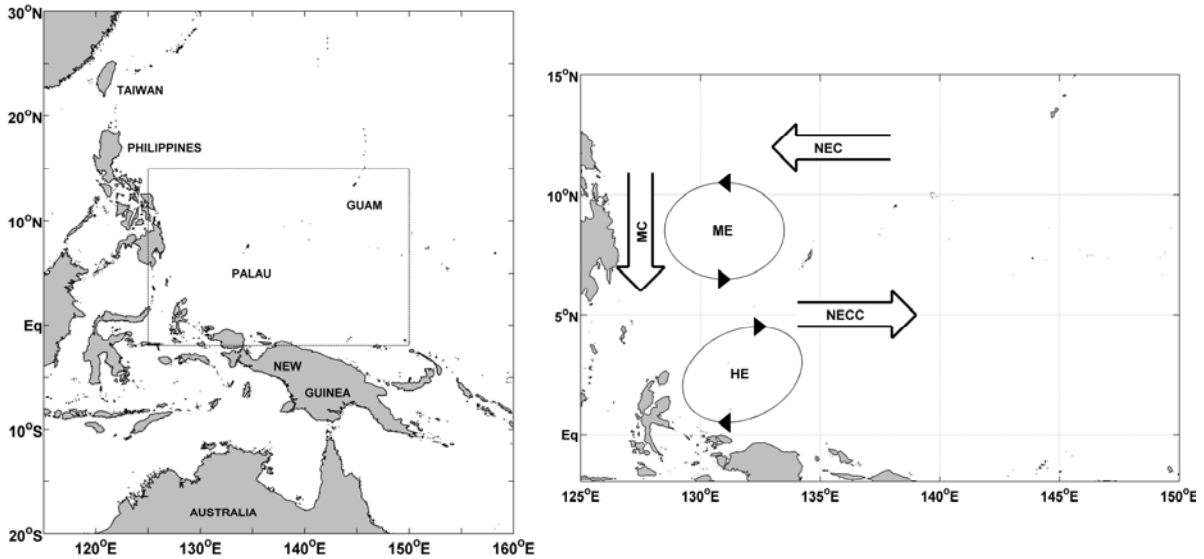 30°N
20°N
10°N
Eq
10°S
20°S
120°E
130°E
140°E
150°E
160°E
TAIWAN
PHILIPPINES
GUAM
PALAU
NEW
GUINEA
AUSTRALIA
15°N
10°N
5°N
Eq
125°E
130°E
135°E
140°E
145°E
150°E
NEC
MC
ME
NECC
HE